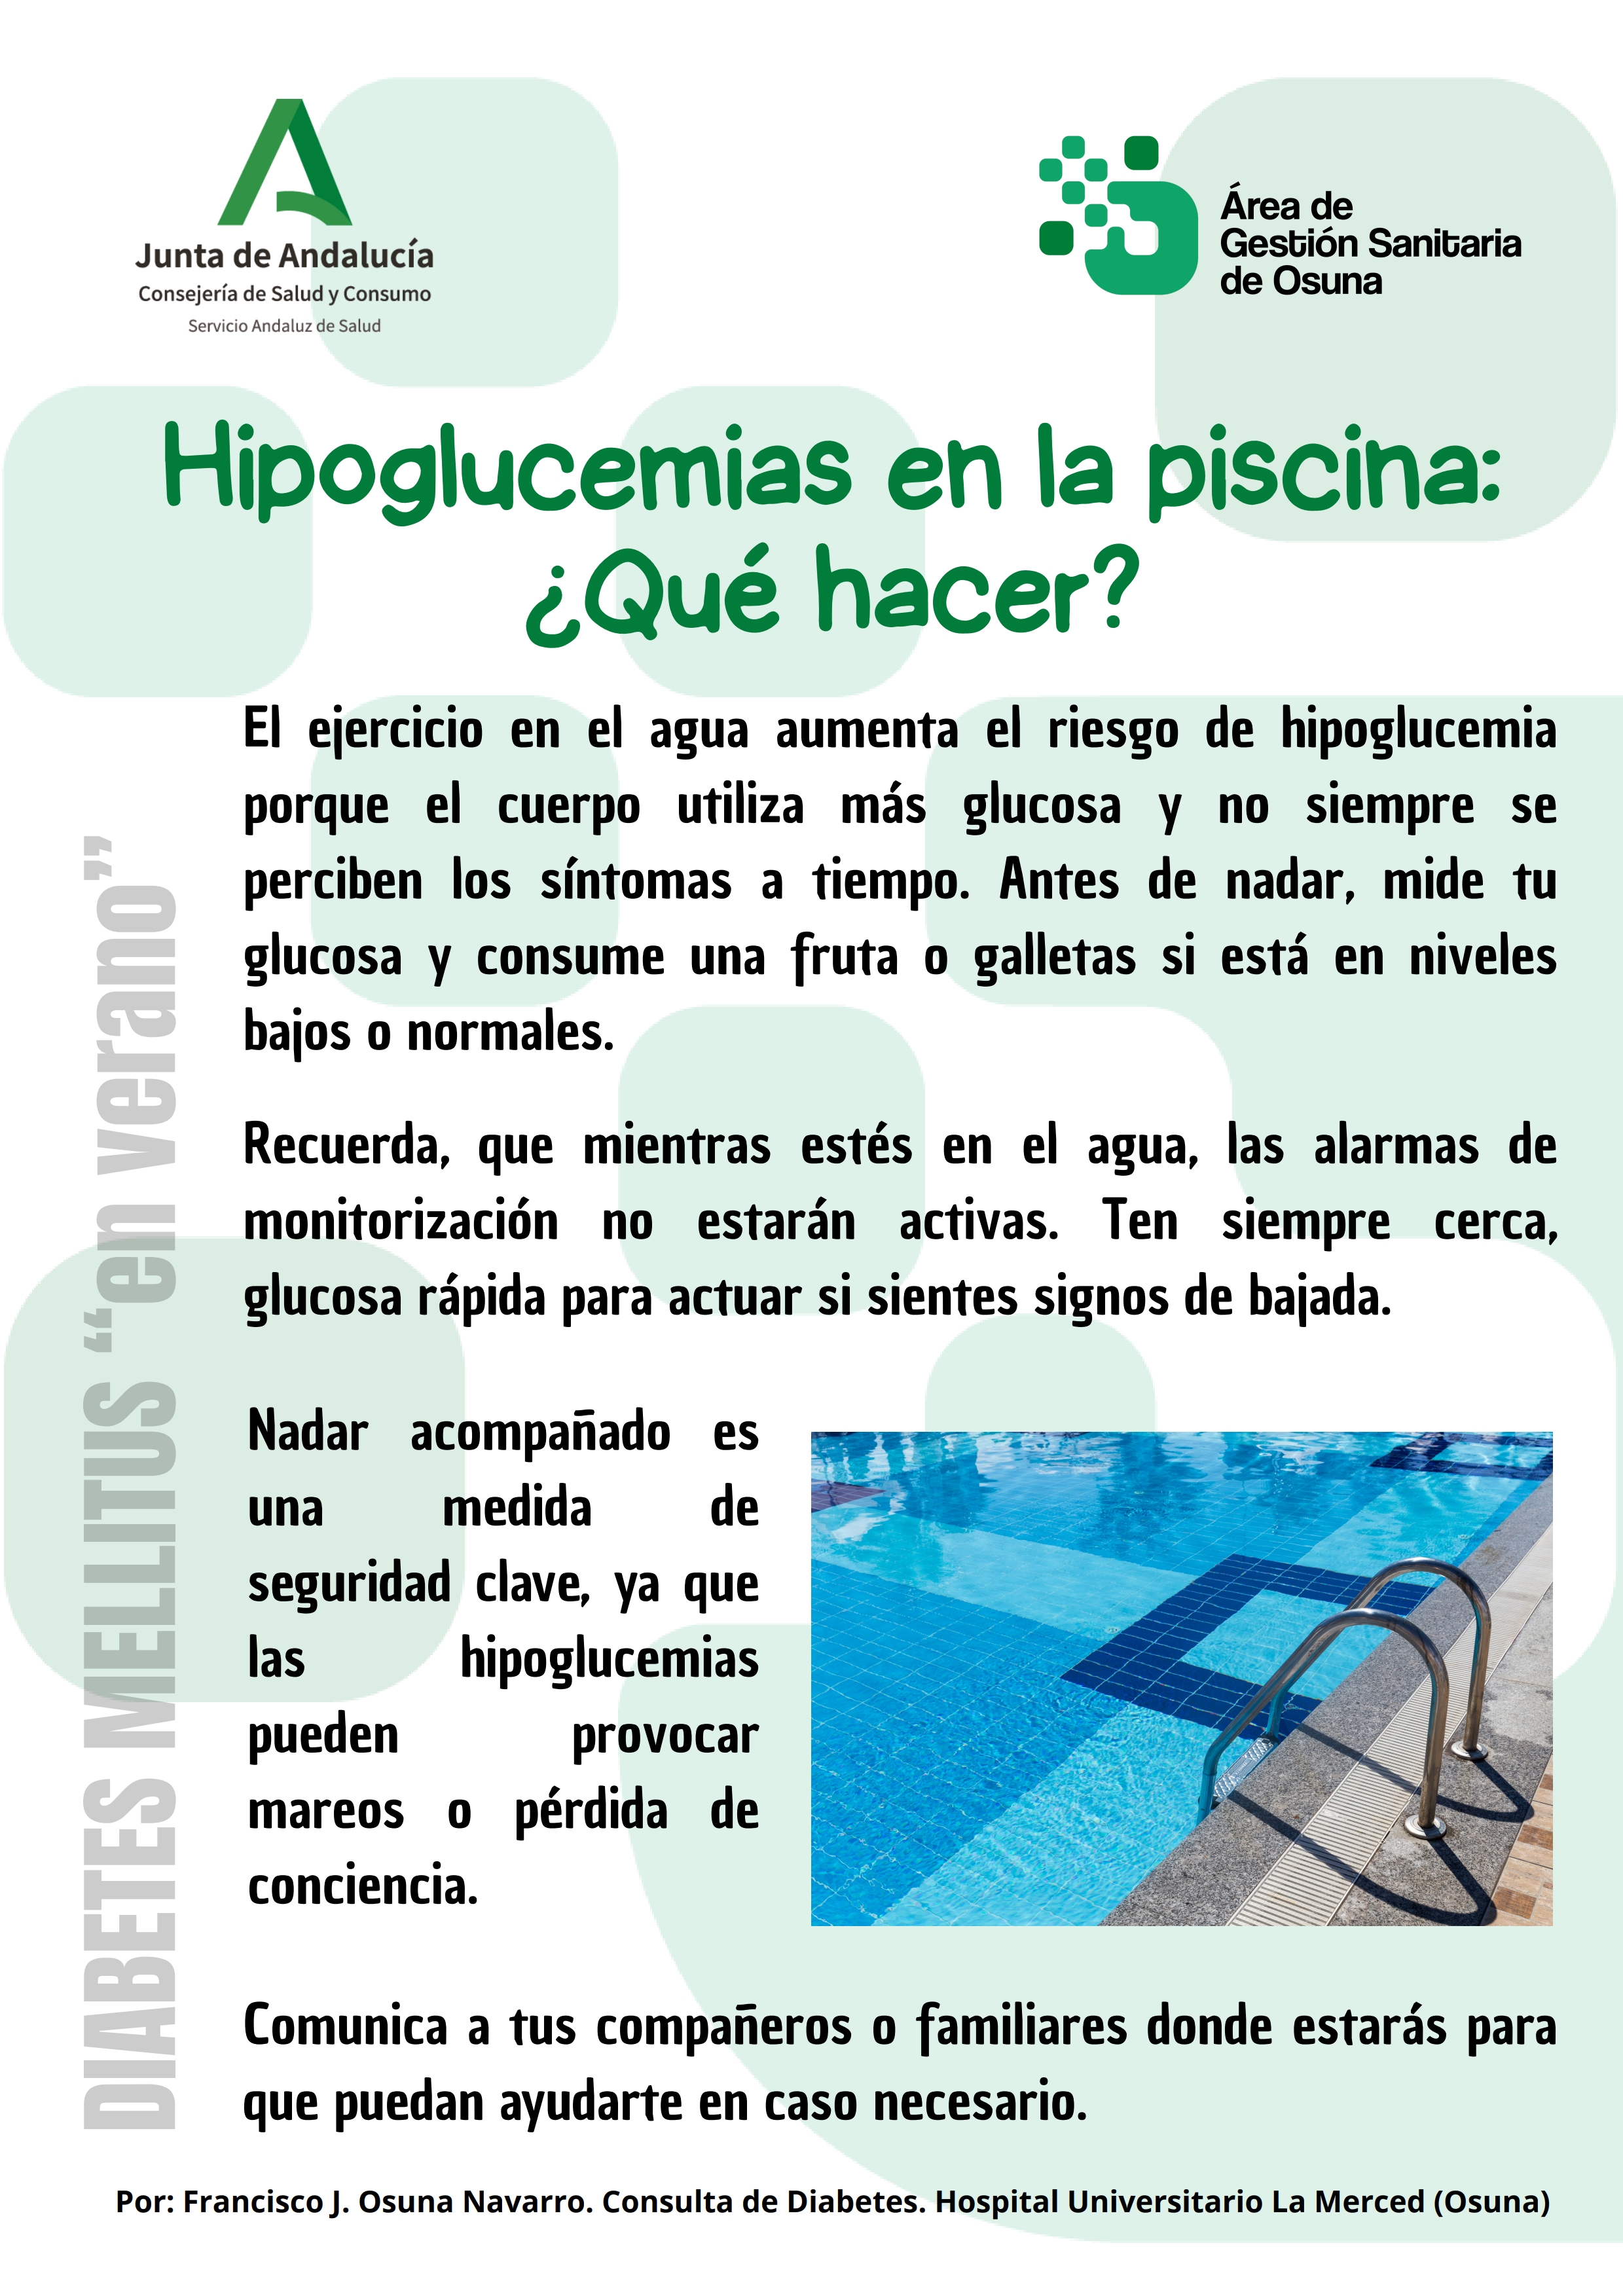 Junta de Andalucía
Consejería de Salud y Consumo
Servicio Andaluz de Salud
Área de
Gestión Sanitaria
de Osuna
Hipoglucemias en la piscina:
¿Qué hacer?
El ejercicio en el agua aumenta el riesgo de hipoglucemia
porque el cuerpo utiliza más glucosa y no siempre se
perciben los síntomas a tiempo. Antes de nadar, mide tu
glucosa y consume una fruta o galletas si está en niveles
bajos o normales.
Recuerda, que mientras estés en el agua, las alarmas de
monitorización no estarán activas. Ten siempre cerca,
glucosa rápida para actuar si sientes signos de bajada.
Nadar acompañado es
una medida de
seguridad clave, ya que
las hipoglucemias
pueden provocar
mareos o pérdida de
conciencia.
Comunica a tus compañeros o familiares donde estarás para
que puedan ayudarte en caso necesario.
DIABETES MELLITUS “en verano”
Por: Francisco J. Osuna Navarro. Consulta de Diabetes. Hospital Universitario La Merced (Osuna)